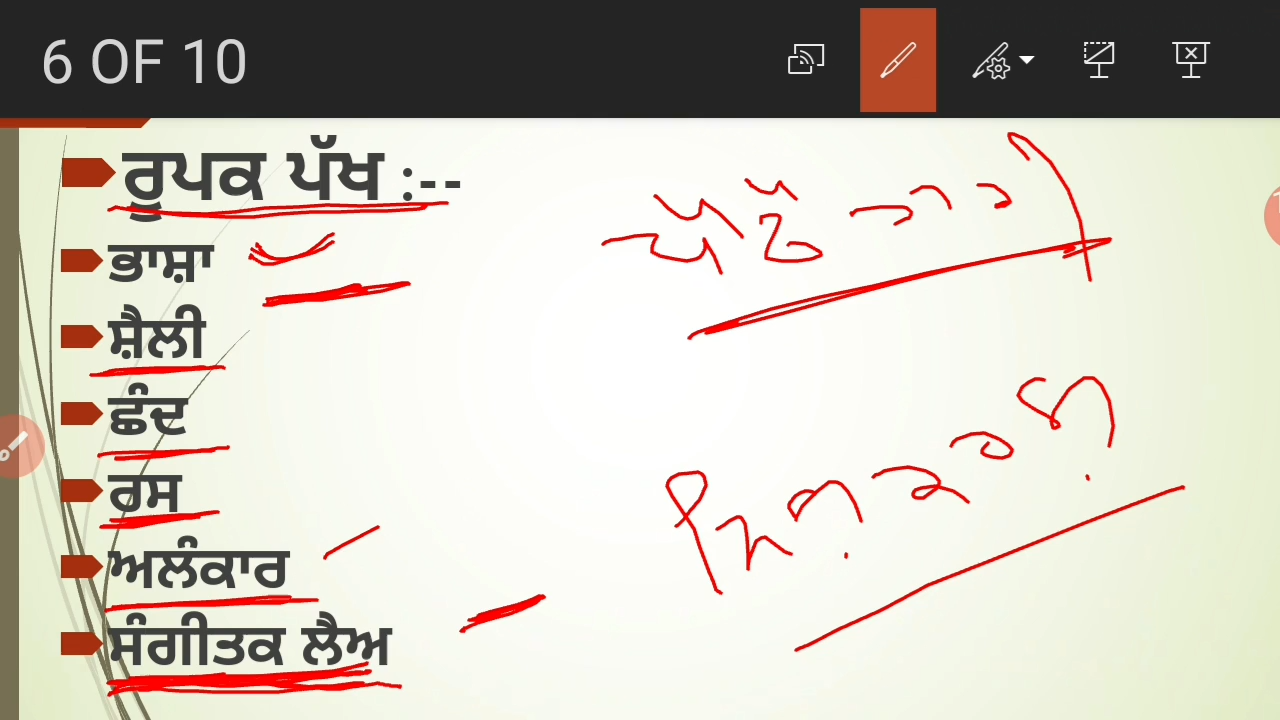 6 OF 10
ਰੂਪਕ ਪੱਖ :--
ਭਾਸ਼ਾ
ਸ਼ੈਲੀ
ਛੰਦ
ਰਸ
ਅਲੰਕਾਰ
ਸੰਗੀਤਕ ਲੈਅ